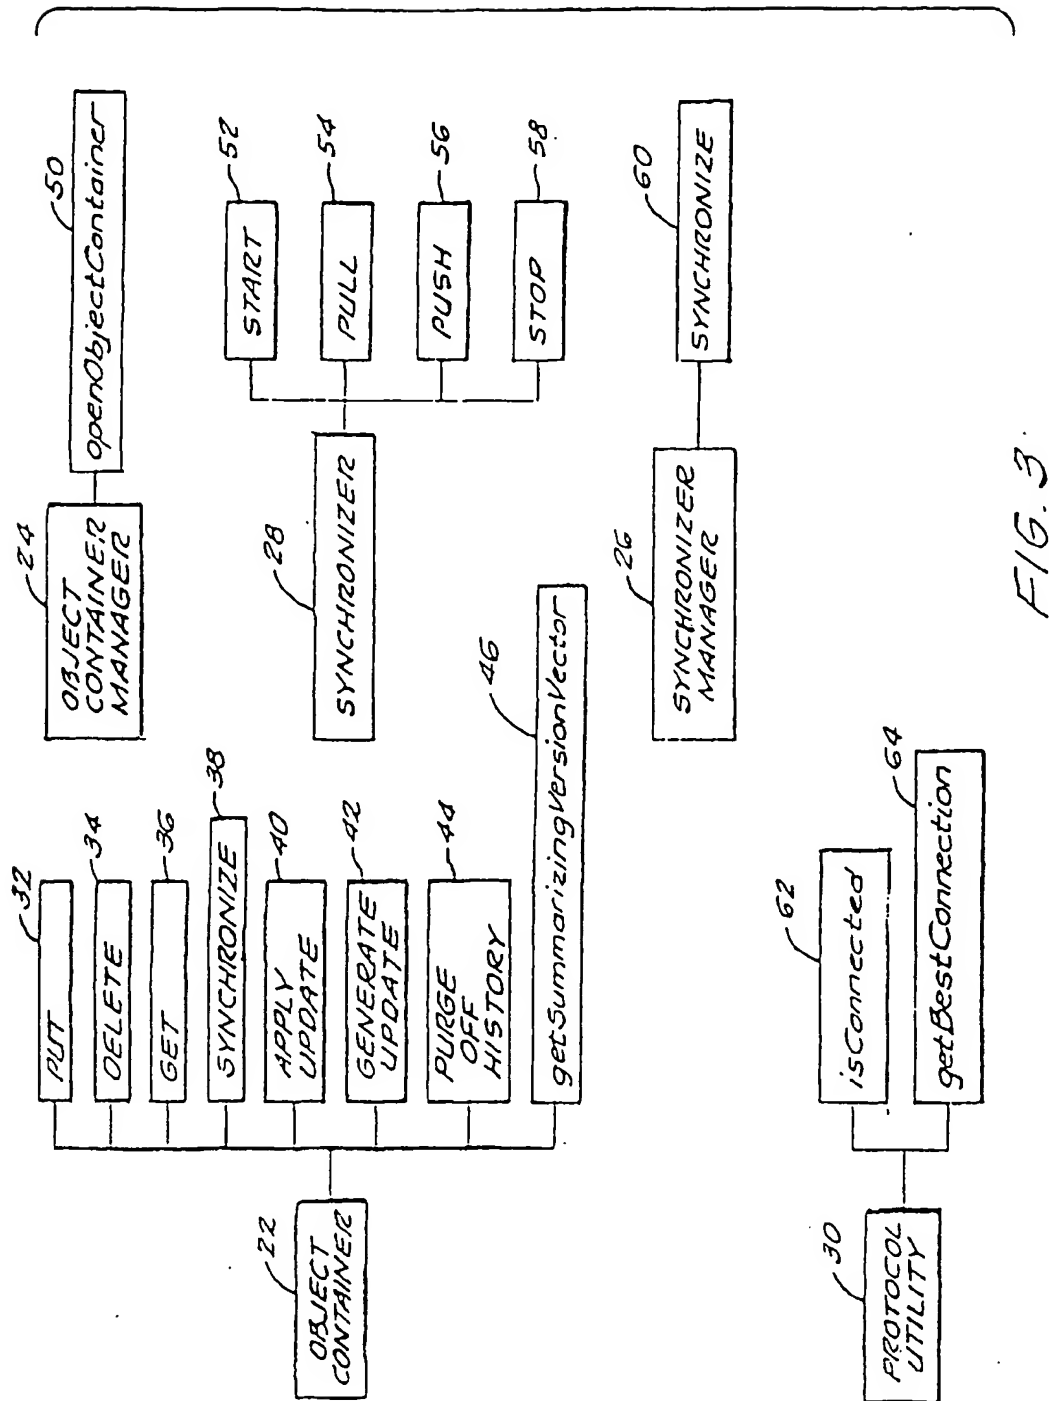 22
OBJECT
CONTAINER
32
PUT
34
DELETE
36
GET
38
SYNCHRONIZE
40
APPLY
UPDATE
42
GENERATE
UPDATE
44
PURGE
OFF
HISTORY
46
getSummarizingVersionVector
24
OBJECT
CONTAINER
MANAGER
50
openObjectContainer
28
SYNCHRONIZER
52
START
54
PULL
56
PUSH
58
STOP
26
SYNCHRONIZER
MANAGER
60
SYNCHRONIZE
30
PROTOCOL
UTILITY
62
isConnected
64
getBestConnection
FIG. 3